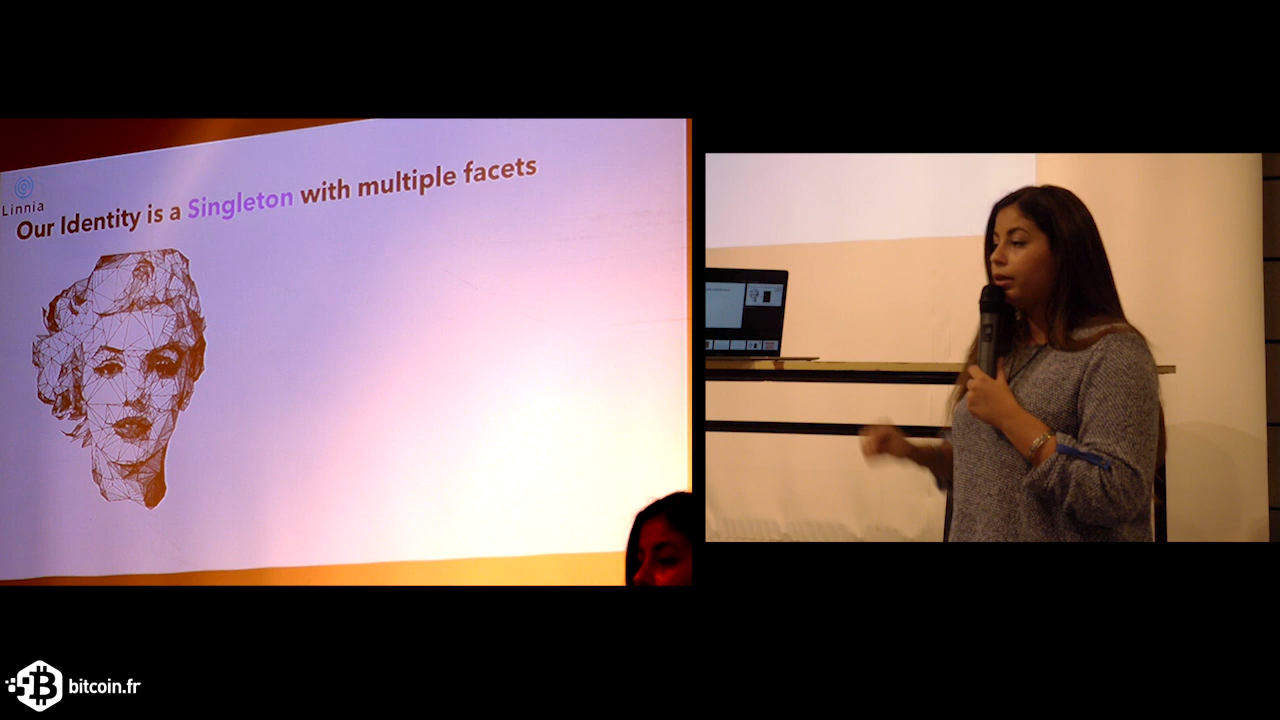 Linnia
Our Identity is a Singleton with multiple facets
bitcoin.fr